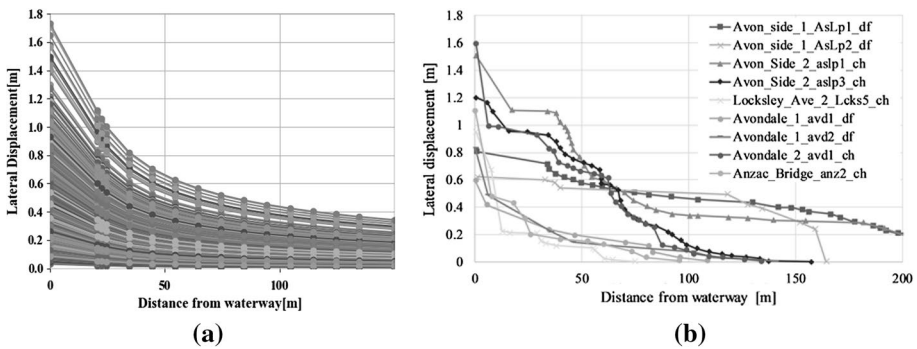 1.8
1.6
1.4
1.2
1.0
0.8
0.6
0.4
0.2
0.0
Lateral Displacement[m]
0
50
100
Distance from waterway[m]
(a)
1.8
1.6
1.4
1.2
1
0.8
0.6
0.4
0.2
0
Lateral displacement [m]
0
50
100
150
200
Distance from waterway [m]
Avon_side_1_AsLp1_df
Avon_side_1_AsLp2_df
Avon_Side_2_aslp1_ch
Avon_Side_2_aslp3_ch
Locksley_Ave_2_Lcks5_ch
Avondale_1_avd1_df
Avondale_1_avd2_df
Avondale_2_avd1_ch
Anzac_Bridge_anz2_ch
(b)